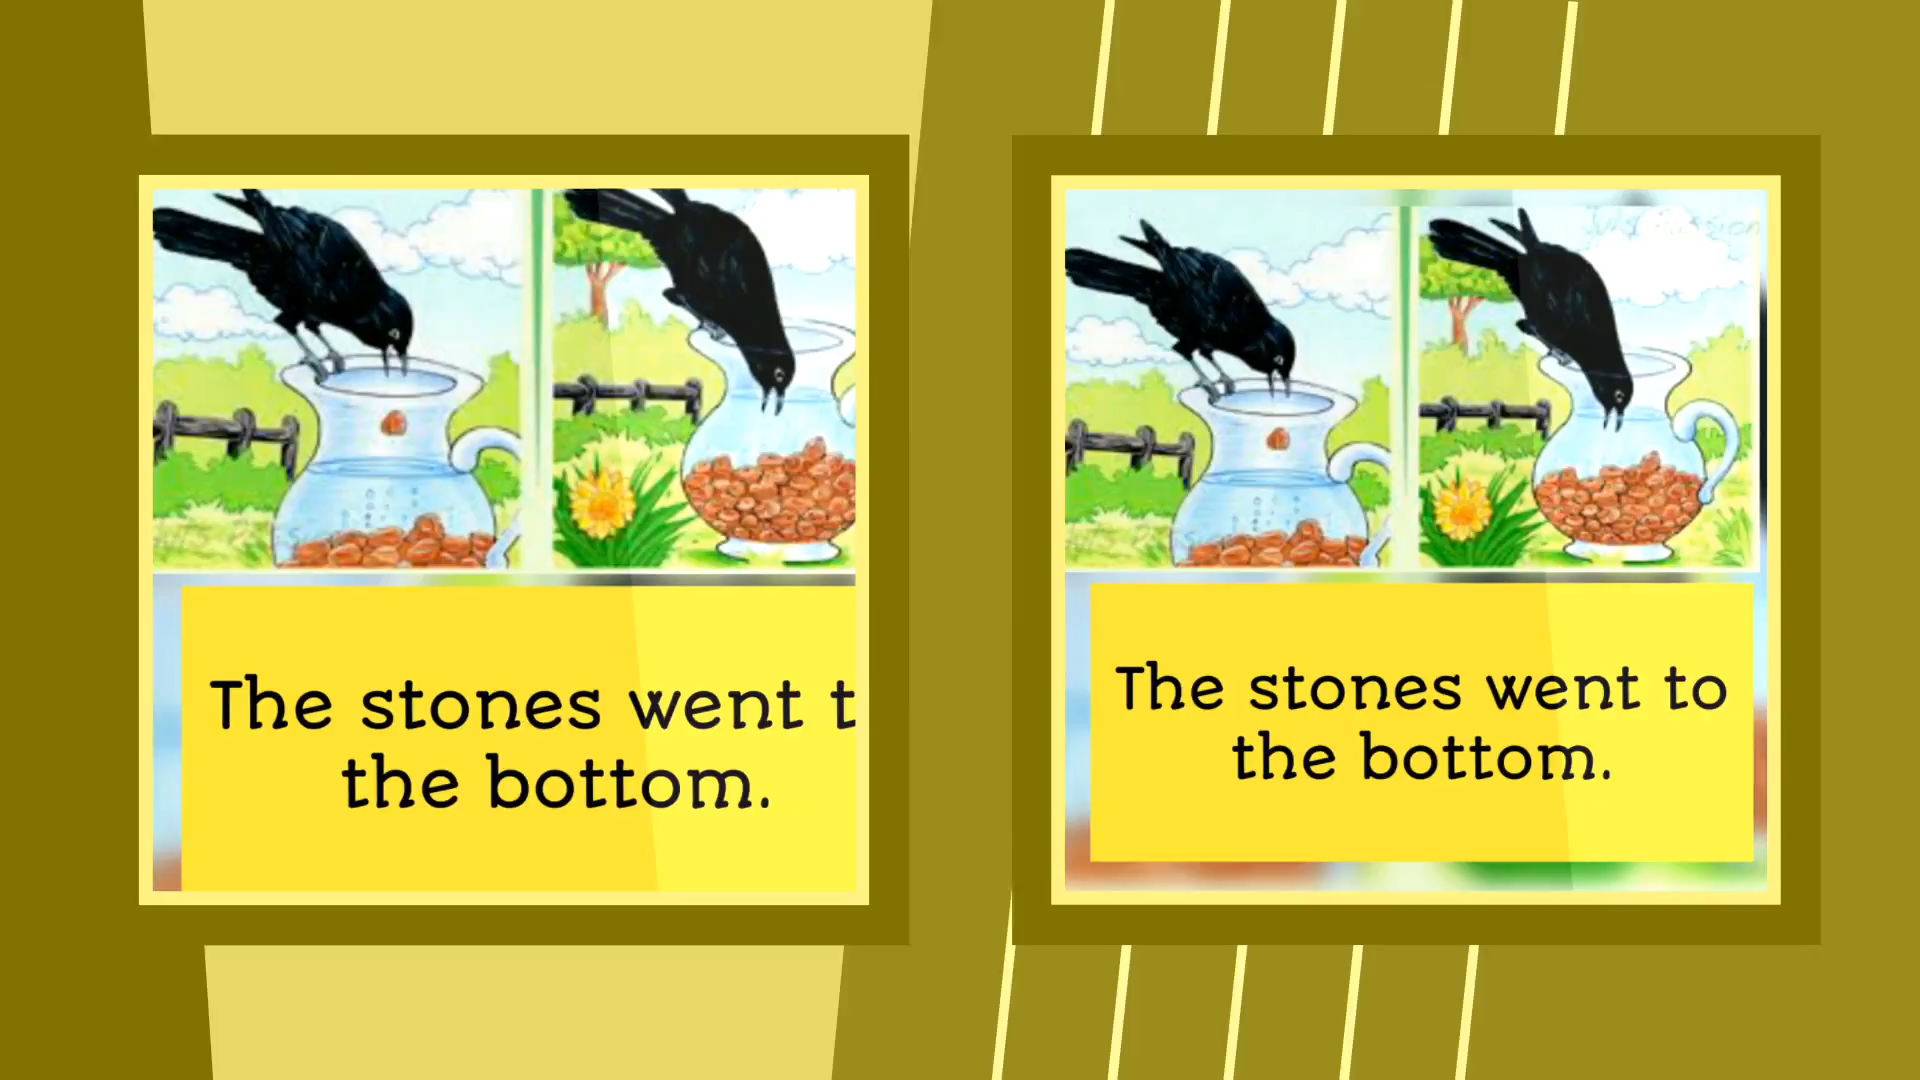 The stones went t
the bottom.
The stones went to
the bottom.